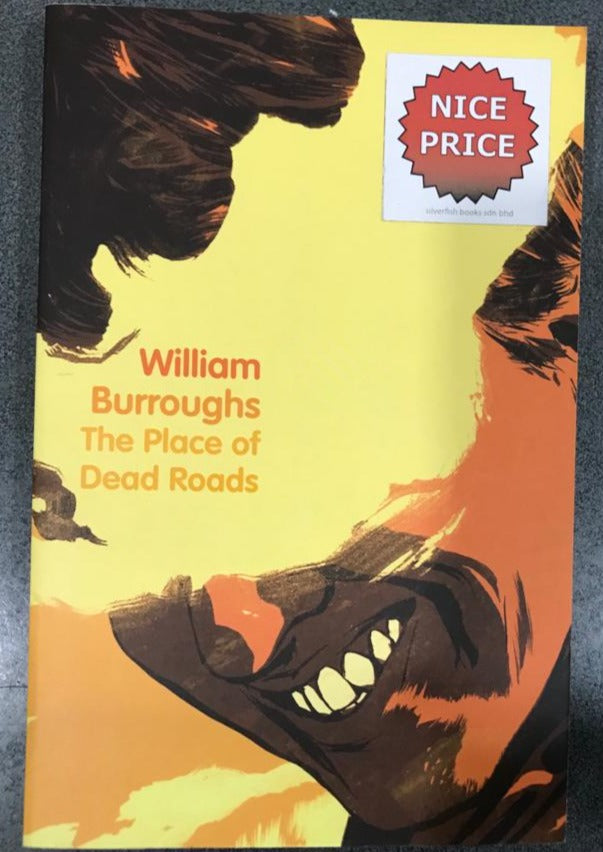 NICE
PRICE
silverfish books sdn bhd
William
Burroughs
The Place of
Dead Roads